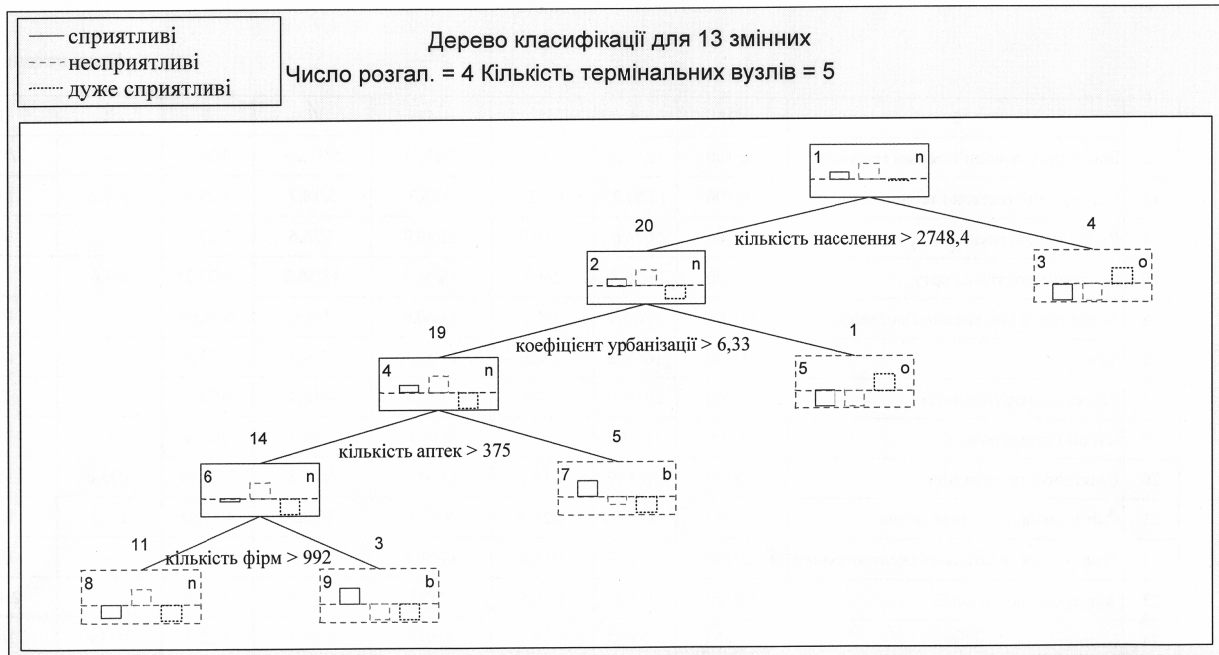 сприятливі
несприятливі
дуже сприятливі
Дерево класифікації для 13 змінних
Число розгал. = 4 Кількість термінальних вузлів = 5
1 n
20 4
кількість населення > 2748,4
2 n
3 o
19 1
коефіцієнт урбанізації > 6,33
4 n
5 o
14 5
кількість аптек > 375
6 n
7 b
11 3
кількість фірм > 992
8 n
9 b